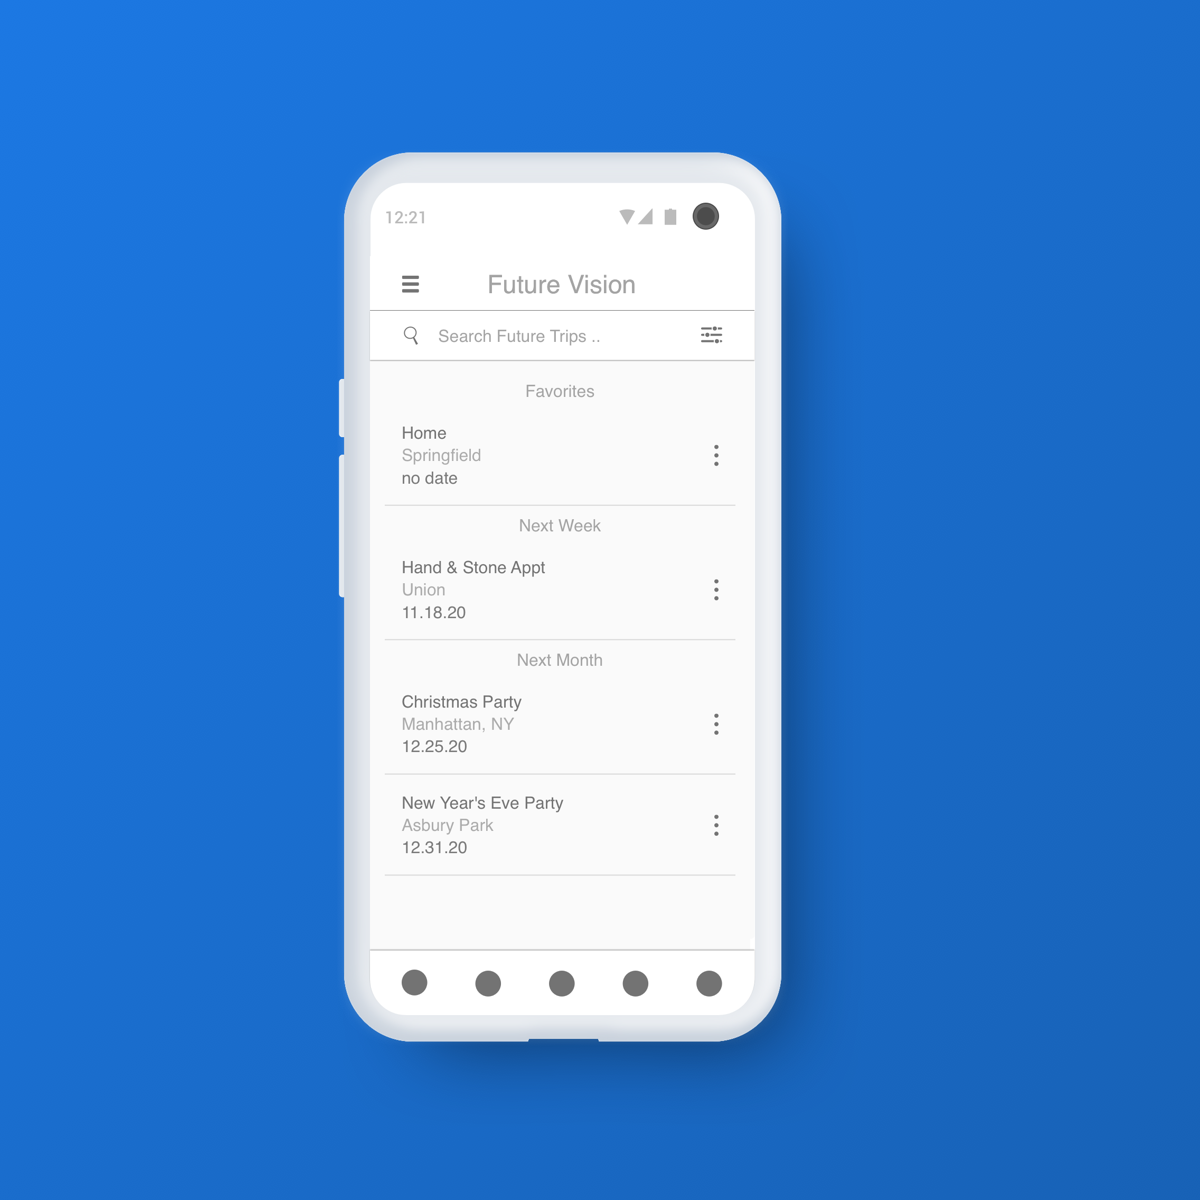 12:21
Future Vision
Search Future Trips ..
Favorites
Home
Springfield
no date
Next Week
Hand & Stone Appt
Union
11.18.20
Next Month
Christmas Party
Manhattan, NY
12.25.20
New Year's Eve Party
Asbury Park
12.31.20